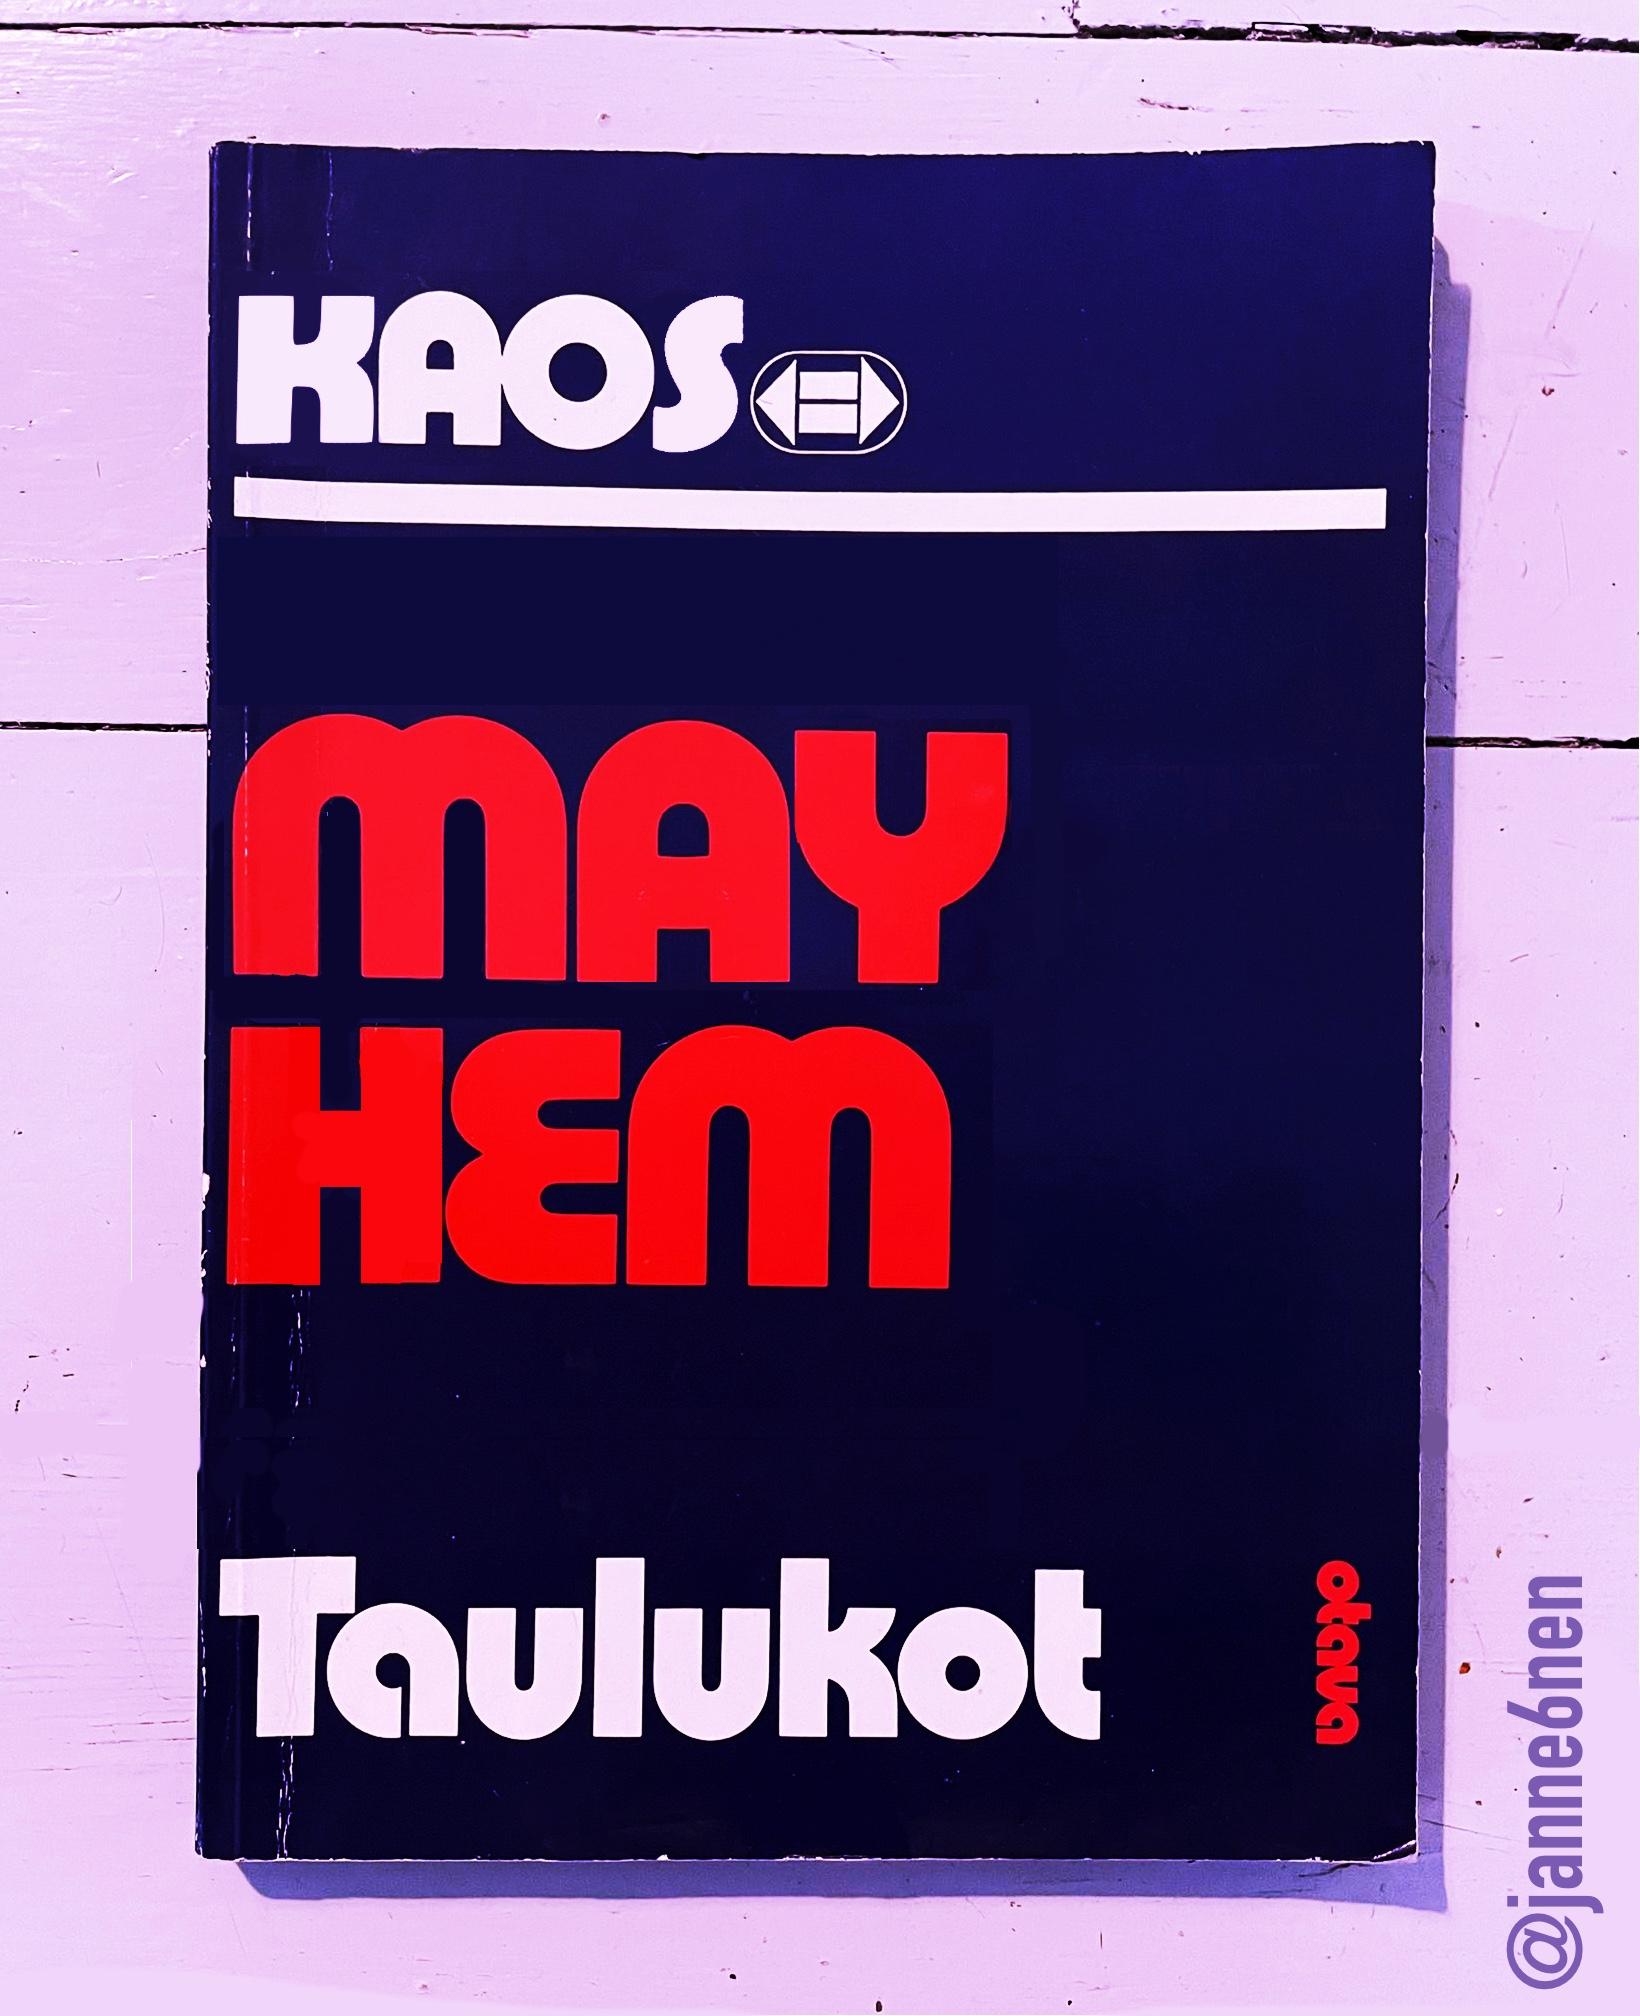 KAOS
MAY
HEM
Taulukot
otava
@janne6nen